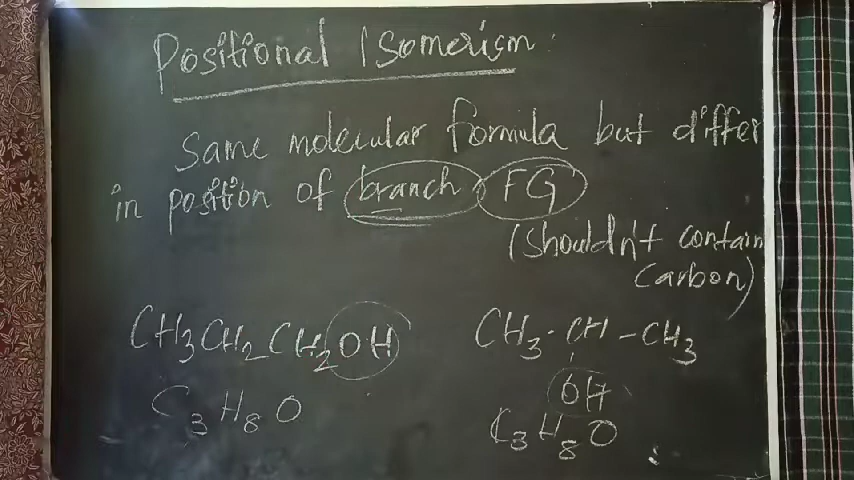 Positional Isomerism:
Same molecular formula but differ
in position of branch, FG
(Shouldn't contain
Carbon)
CH3CH2CH2OH CH3-CH-CH3
OH
C3H8O C3H8O